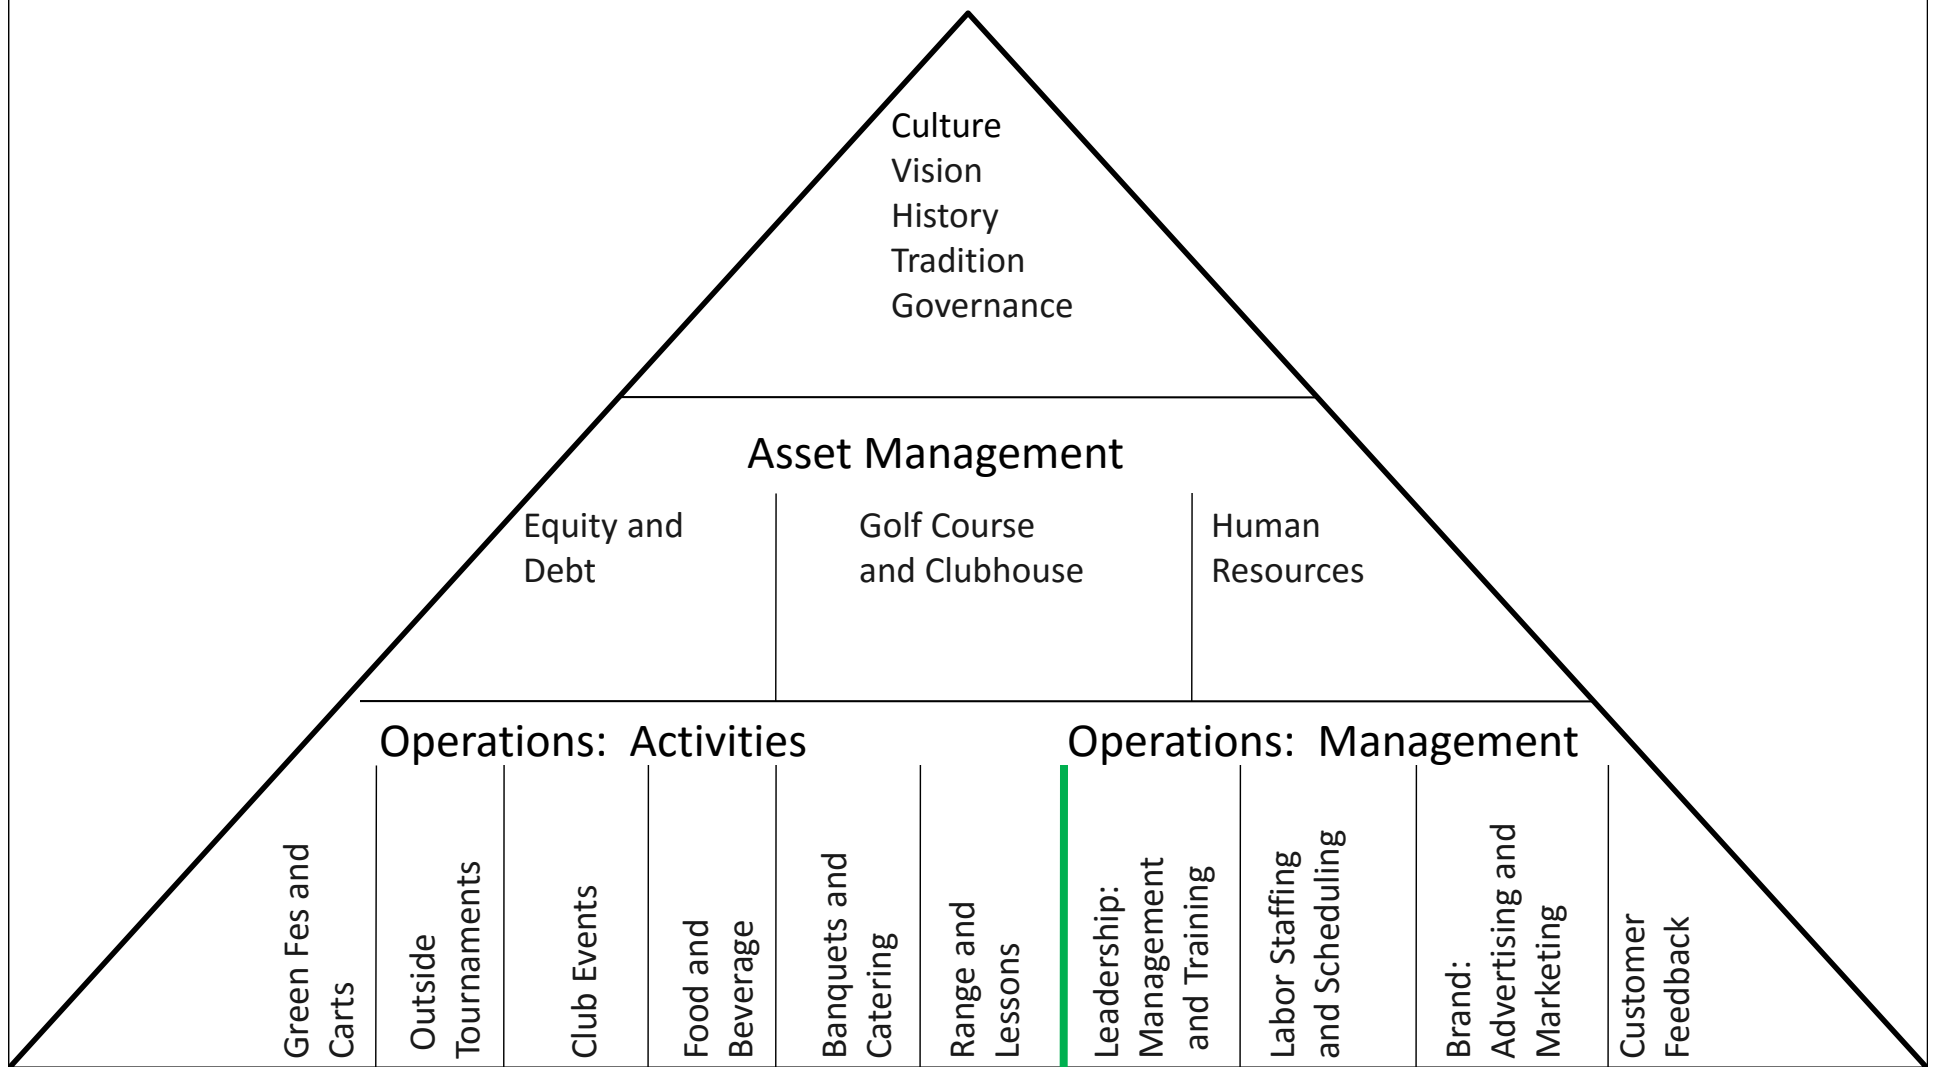 Culture
Vision
History
Tradition
Governance
Asset Management
Equity and
Debt
Golf Course
and Clubhouse
Human
Resources
Operations:  Activities
Operations:  Management
Green Fes and
Carts
Outside
Tournaments
Club Events
Food and
Beverage
Banquets and
Catering
Range and
Lessons
Leadership:
Management
and Training
Labor Staffing
and Scheduling
Brand:
Advertising and
Marketing
Customer
Feedback